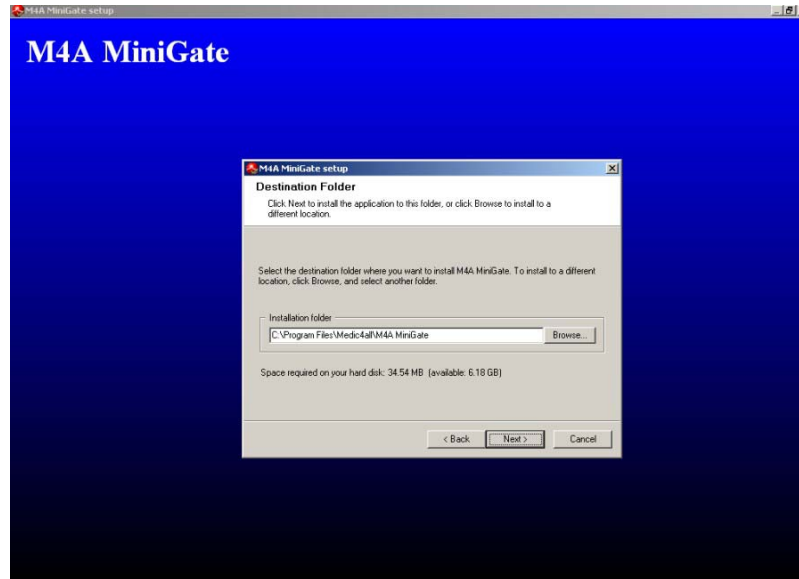 M4A MiniGate setup
M4A MiniGate
M4A MiniGate setup
Destination Folder
Click Next to install the application to this folder, or click Browse to install to a
different location.
Select the destination folder where you want to install M4A MiniGate. To install to a different
location, click Browse, and select another folder.
Installation folder
C:\Program Files\Medic4all\M4A MiniGate
Browse...
Space required on your hard disk: 34.54 MB (available: 6.18 GB)
< Back
Next >
Cancel